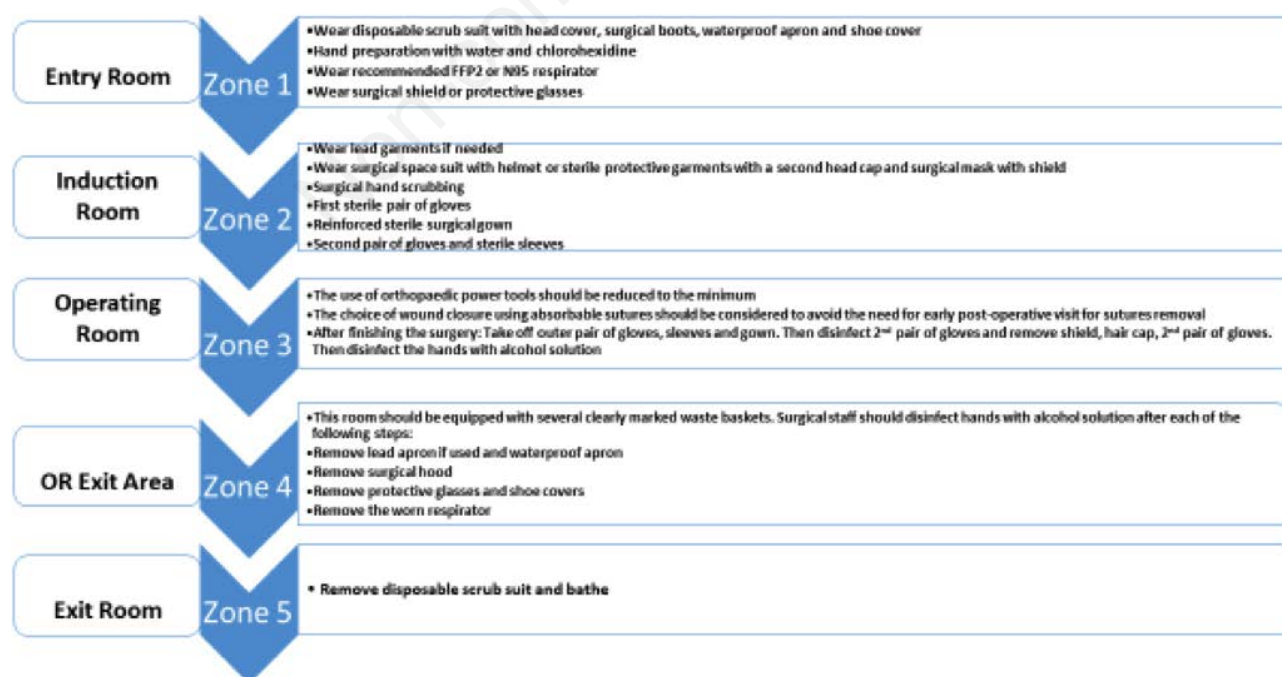 Entry Room
Zone 1
•Wear disposable scrub suit with head cover, surgical boots, waterproof apron and shoe cover
•Hand preparation with water and chlorohexidine
•Wear recommended FFP2 or N95 respirator
•Wear surgical shield or protective glasses
Induction
Room
Zone 2
•Wear lead garments if needed
•Wear surgical space suit with helmet or sterile protective garments with a second head cap and surgical mask with shield
•Surgical hand scrubbing
•First sterile pair of gloves
•Reinforced sterile surgical gown
•Second pair of gloves and sterile sleeves
Operating
Room
Zone 3
•The use of orthopaedic power tools should be reduced to the minimum
•The choice of wound closure using absorbable sutures should be considered to avoid the need for early post-operative visit for sutures removal
•After finishing the surgery: Take off outer pair of gloves, sleeves and gown. Then disinfect 2nd pair of gloves and remove shield, hair cap, 2nd pair of gloves.
Then disinfect the hands with alcohol solution
OR Exit Area
Zone 4
•This room should be equipped with several clearly marked waste baskets. Surgical staff should disinfect hands with alcohol solution after each of the
following steps:
•Remove lead apron if used and waterproof apron
•Remove surgical hood
•Remove protective glasses and shoe covers
•Remove the worn respirator
Exit Room
Zone 5
• Remove disposable scrub suit and bathe